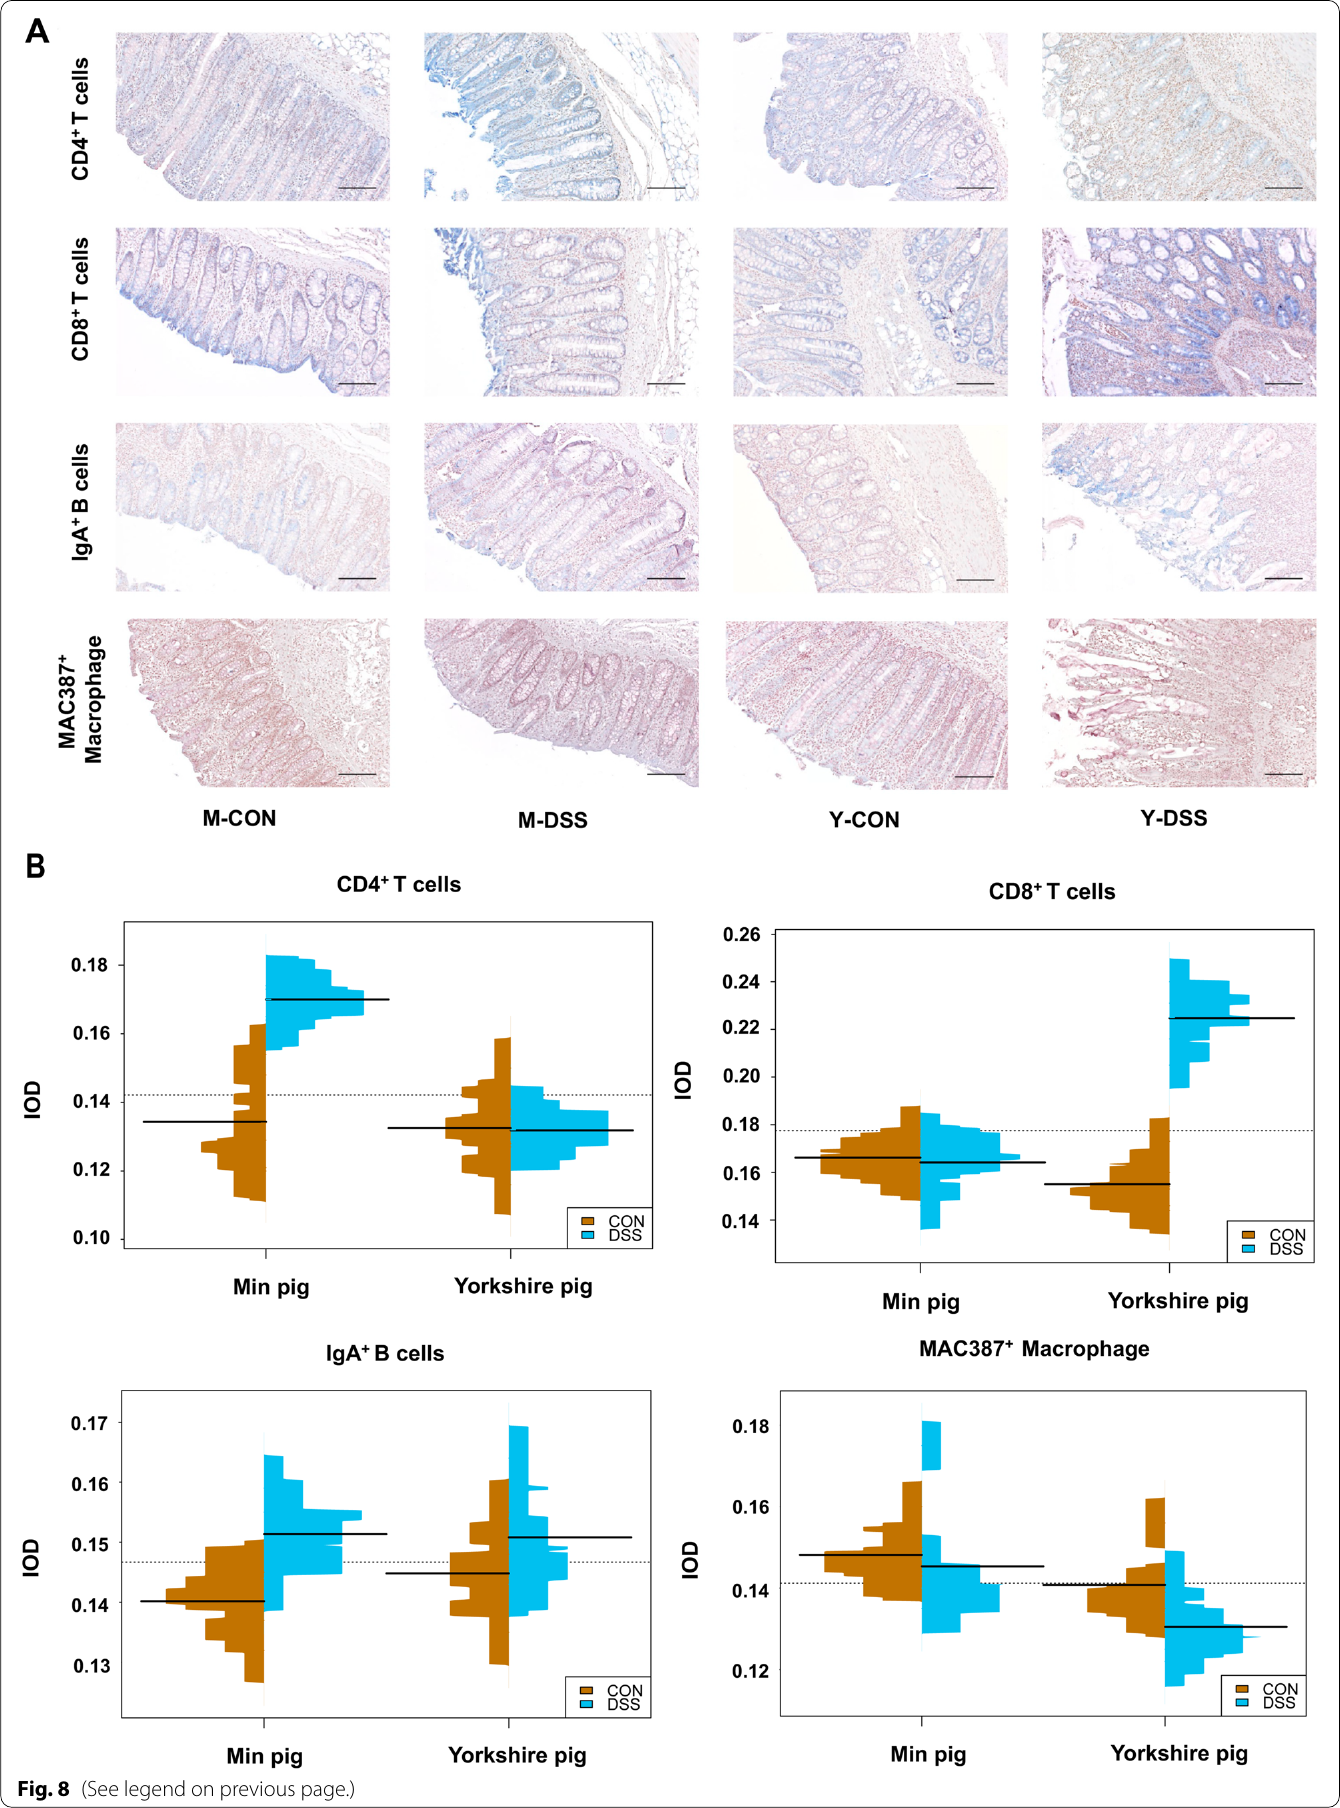 A
CD4+ T cells
CD8+ T cells
IgA+ B cells
MAC387+
Macrophage
M-CON
M-DSS
Y-CON
Y-DSS
B
CD4+ T cells
0.18
0.16
0.14
0.12
0.10
IOD
CON
DSS
Min pig
Yorkshire pig
CD8+ T cells
0.26
0.24
0.22
0.20
0.18
0.16
0.14
IOD
CON
DSS
Min pig
Yorkshire pig
IgA+ B cells
0.17
0.16
0.15
0.14
0.13
IOD
CON
DSS
Min pig
Yorkshire pig
MAC387+ Macrophage
0.18
0.16
0.14
0.12
IOD
CON
DSS
Min pig
Yorkshire pig
Fig. 8 (See legend on previous page.)